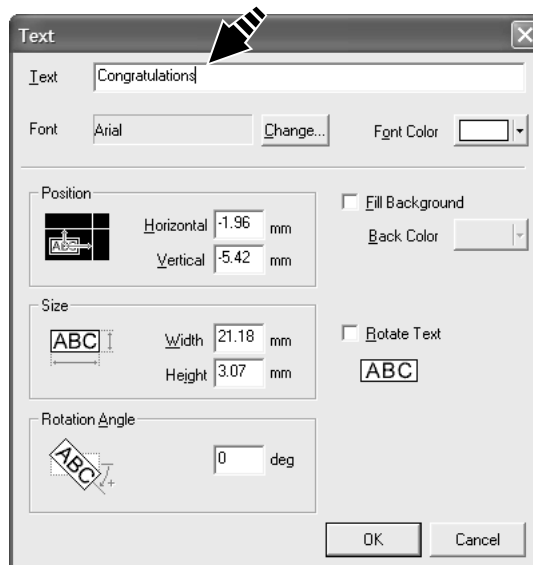 Text
Text Congratulations
Font Arial Change... Font Color
Position
Horizontal -1.96 mm
Vertical -5.42 mm
ABC
Fill Background
Back Color
Size
ABC
Width 21.18 mm
Height 3.07 mm
Rotate Text
ABC
Rotation Angle
ABC
0 deg
OK Cancel